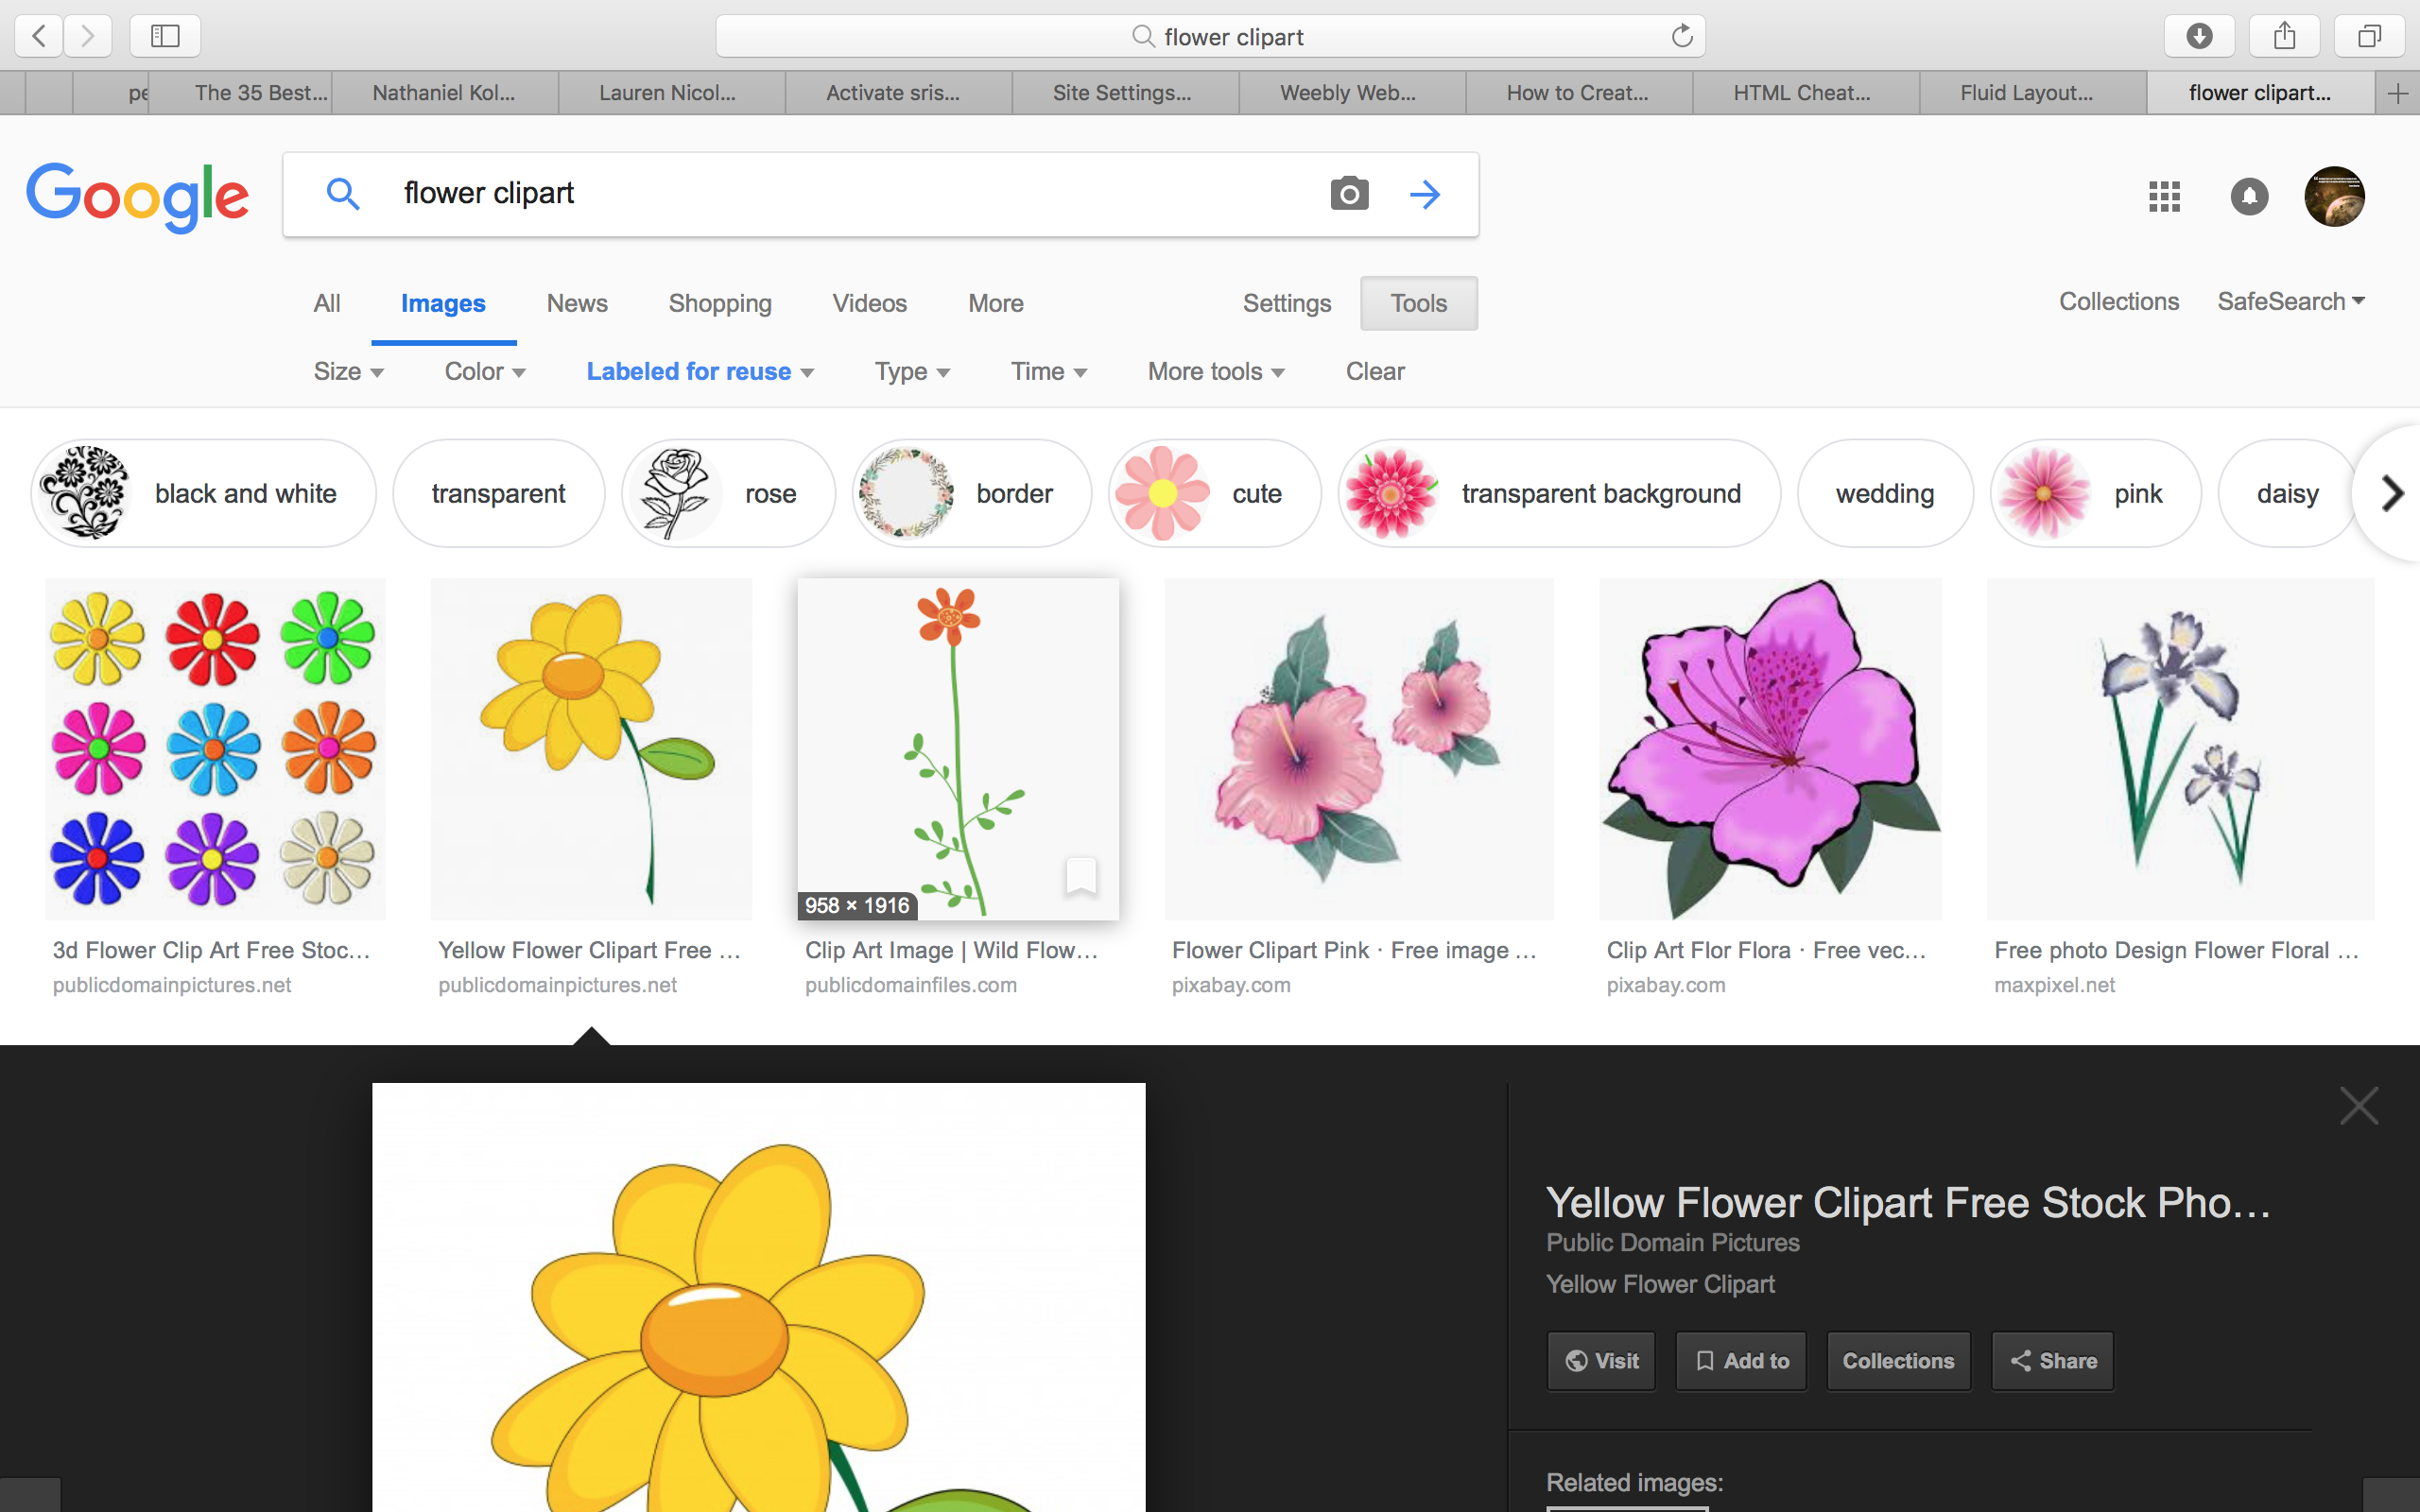 flower clipart
pe
The 35 Best...
Nathaniel Kol...
Lauren Nicol...
Activate sris...
Site Settings...
Weebly Web...
How to Creat...
HTML Cheat...
Fluid Layout...
flower clipart...
Google
flower clipart
All
Images
News
Shopping
Videos
More
Settings
Tools
Collections
SafeSearch
Size
Color
Labeled for reuse
Type
Time
More tools
Clear
black and white
transparent
rose
border
cute
transparent background
wedding
pink
daisy
958 × 1916
3d Flower Clip Art Free Stoc...
publicdomainpictures.net
Yellow Flower Clipart Free ...
publicdomainpictures.net
Clip Art Image | Wild Flow...
publicdomainfiles.com
Flower Clipart Pink · Free image ...
pixabay.com
Clip Art Flor Flora · Free vec...
pixabay.com
Free photo Design Flower Floral ...
maxpixel.net
Yellow Flower Clipart Free Stock Pho...
Public Domain Pictures
Yellow Flower Clipart
Visit
Add to
Collections
Share
Related images: